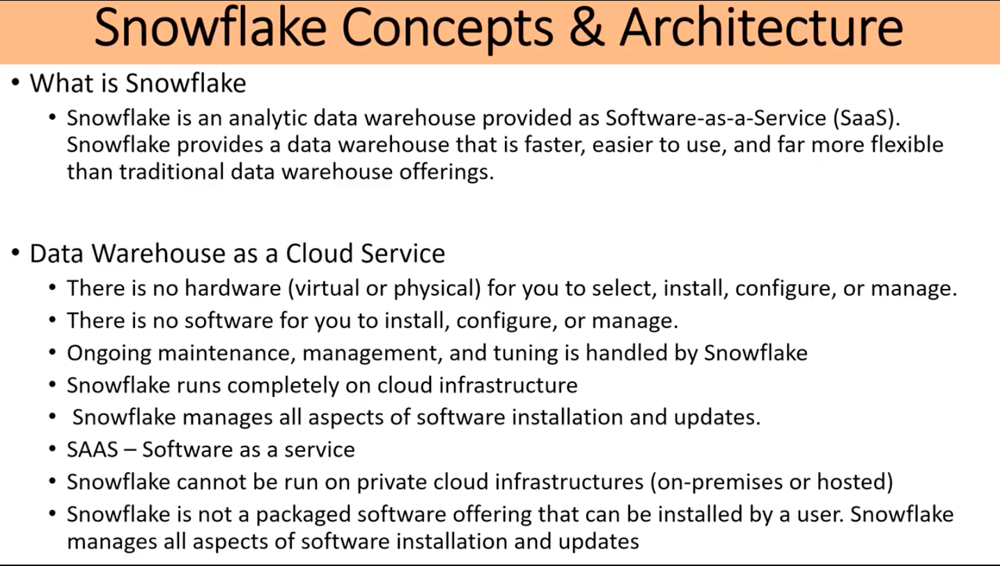 Snowflake Concepts & Architecture
• What is Snowflake
• Snowflake is an analytic data warehouse provided as Software-as-a-Service (SaaS).
Snowflake provides a data warehouse that is faster, easier to use, and far more flexible
than traditional data warehouse offerings.
• Data Warehouse as a Cloud Service
• There is no hardware (virtual or physical) for you to select, install, configure, or manage.
• There is no software for you to install, configure, or manage.
• Ongoing maintenance, management, and tuning is handled by Snowflake
• Snowflake runs completely on cloud infrastructure
• Snowflake manages all aspects of software installation and updates.
• SAAS – Software as a service
• Snowflake cannot be run on private cloud infrastructures (on-premises or hosted)
• Snowflake is not a packaged software offering that can be installed by a user. Snowflake
manages all aspects of software installation and updates